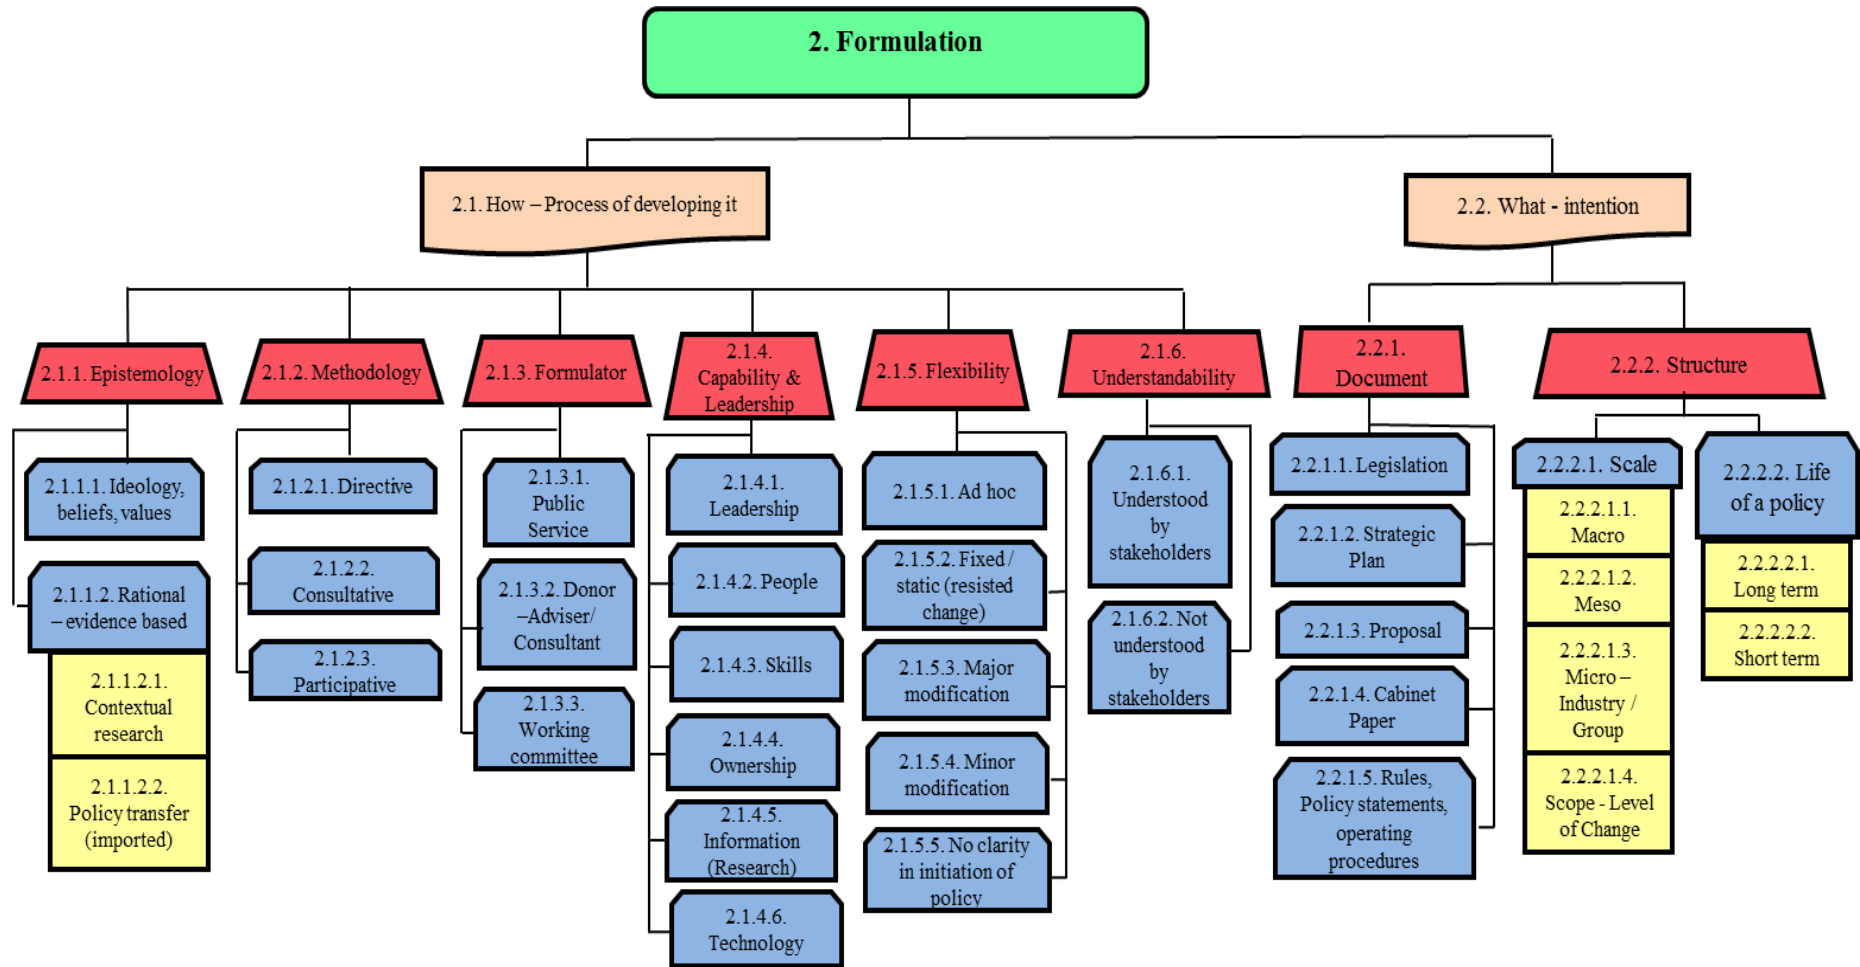 2. Formulation
2.1. How – Process of developing it
2.2. What - intention
2.1.1. Epistemology
2.1.2. Methodology
2.1.3. Formulator
2.1.4.
Capability &
Leadership
2.1.5. Flexibility
2.1.6.
Understandability
2.2.1.
Document
2.2.2. Structure
2.1.1.1. Ideology,
beliefs, values
2.1.1.2. Rational
– evidence based
2.1.1.2.1.
Contextual
research
2.1.1.2.2.
Policy transfer
(imported)
2.1.2.1. Directive
2.1.2.2.
Consultative
2.1.2.3.
Participative
2.1.3.1.
Public
Service
2.1.3.2. Donor
–Adviser/
Consultant
2.1.3.3.
Working
committee
2.1.4.1.
Leadership
2.1.4.2. People
2.1.4.3. Skills
2.1.4.4.
Ownership
2.1.4.5.
Information
(Research)
2.1.4.6.
Technology
2.1.5.1. Ad hoc
2.1.5.2. Fixed /
static (resisted
change)
2.1.5.3. Major
modification
2.1.5.4. Minor
modification
2.1.5.5. No clarity
in initiation of
policy
2.1.6.1.
Understood
by
stakeholders
2.1.6.2. Not
understood
by
stakeholders
2.2.1.1. Legislation
2.2.1.2. Strategic
Plan
2.2.1.3. Proposal
2.2.1.4. Cabinet
Paper
2.2.1.5. Rules,
Policy statements,
operating
procedures
2.2.2.1. Scale
2.2.2.1.1.
Macro
2.2.2.1.2.
Meso
2.2.2.1.3.
Micro –
Industry /
Group
2.2.2.1.4.
Scope - Level
of Change
2.2.2.2. Life
of a policy
2.2.2.2.1.
Long term
2.2.2.2.2.
Short term